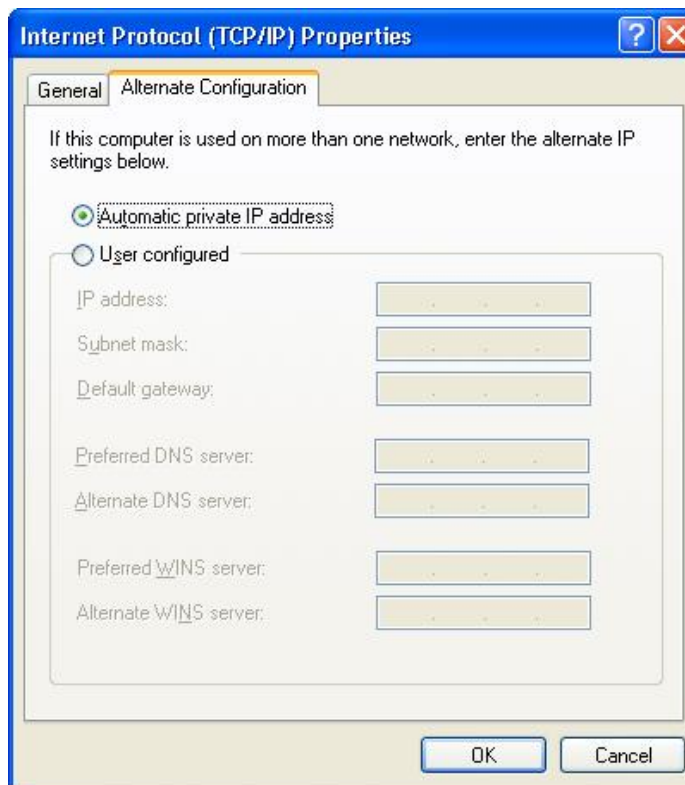 Internet Protocol (TCP/IP) Properties
General
Alternate Configuration
If this computer is used on more than one network, enter the alternate IP
settings below.
Automatic private IP address
User configured
IP address:
Subnet mask:
Default gateway:
Preferred DNS server:
Alternate DNS server:
Preferred WINS server:
Alternate WINS server:
OK
Cancel